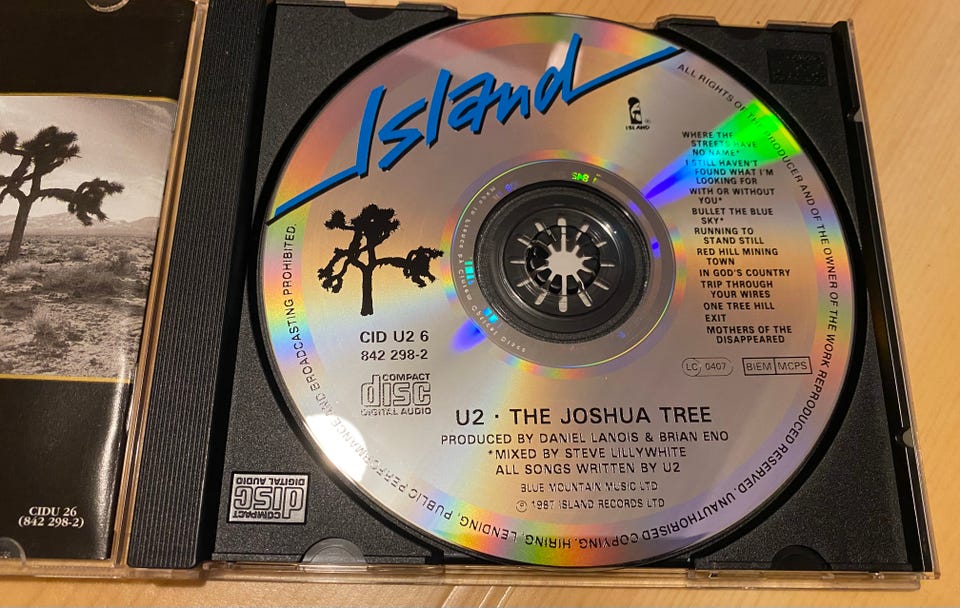 Island
ISLAND
ALL RIGHTS OF THE PRODUCER AND OF THE OWNER OF THE WORK REPRODUCED RESERVED. UNAUTHORISED COPYING, HIRING, LENDING, PUBLIC PERFORMANCE AND BROADCASTING PROHIBITED.
WHERE THE
STREETS HAVE
NO NAME*
I STILL HAVEN'T
FOUND WHAT I'M
LOOKING FOR
WITH OR WITHOUT
YOU*
BULLET THE BLUE
SKY*
RUNNING TO
STAND STILL
RED HILL MINING
TOWN
IN GOD'S COUNTRY
TRIP THROUGH
YOUR WIRES
ONE TREE HILL
EXIT
MOTHERS OF THE
DISAPPEARED
CID U2 6
842 298-2
COMPACT
disc
DIGITAL AUDIO
LC 0407
BIEM MCPS
U2 · THE JOSHUA TREE
PRODUCED BY DANIEL LANOIS & BRIAN ENO
*MIXED BY STEVE LILLYWHITE
ALL SONGS WRITTEN BY U2
BLUE MOUNTAIN MUSIC LTD
℗ 1987 ISLAND RECORDS LTD
COMPACT
disc
DIGITAL AUDIO
CIDU 26
(842 298-2)